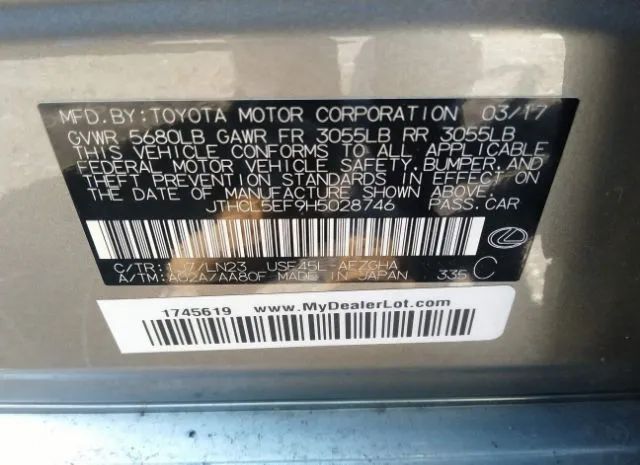 MFD.BY:TOYOTA MOTOR CORPORATION 03/17
GVWR 5680LB GAWR FR 3055LB RR 3055LB
THIS VEHICLE CONFORMS TO ALL APPLICABLE
FEDERAL MOTOR VEHICLE SAFETY, BUMPER, AND
THEFT PREVENTION STANDARDS IN EFFECT ON
THE DATE OF MANUFACTURE SHOWN ABOVE.
JTHCL5EF9H5028746 PASS.CAR
C/TR: /LN23 USF45L-AEZGHA
A/TM: /AA80F MADE IN JAPAN 335 C
1745619 www.MyDealerLot.com